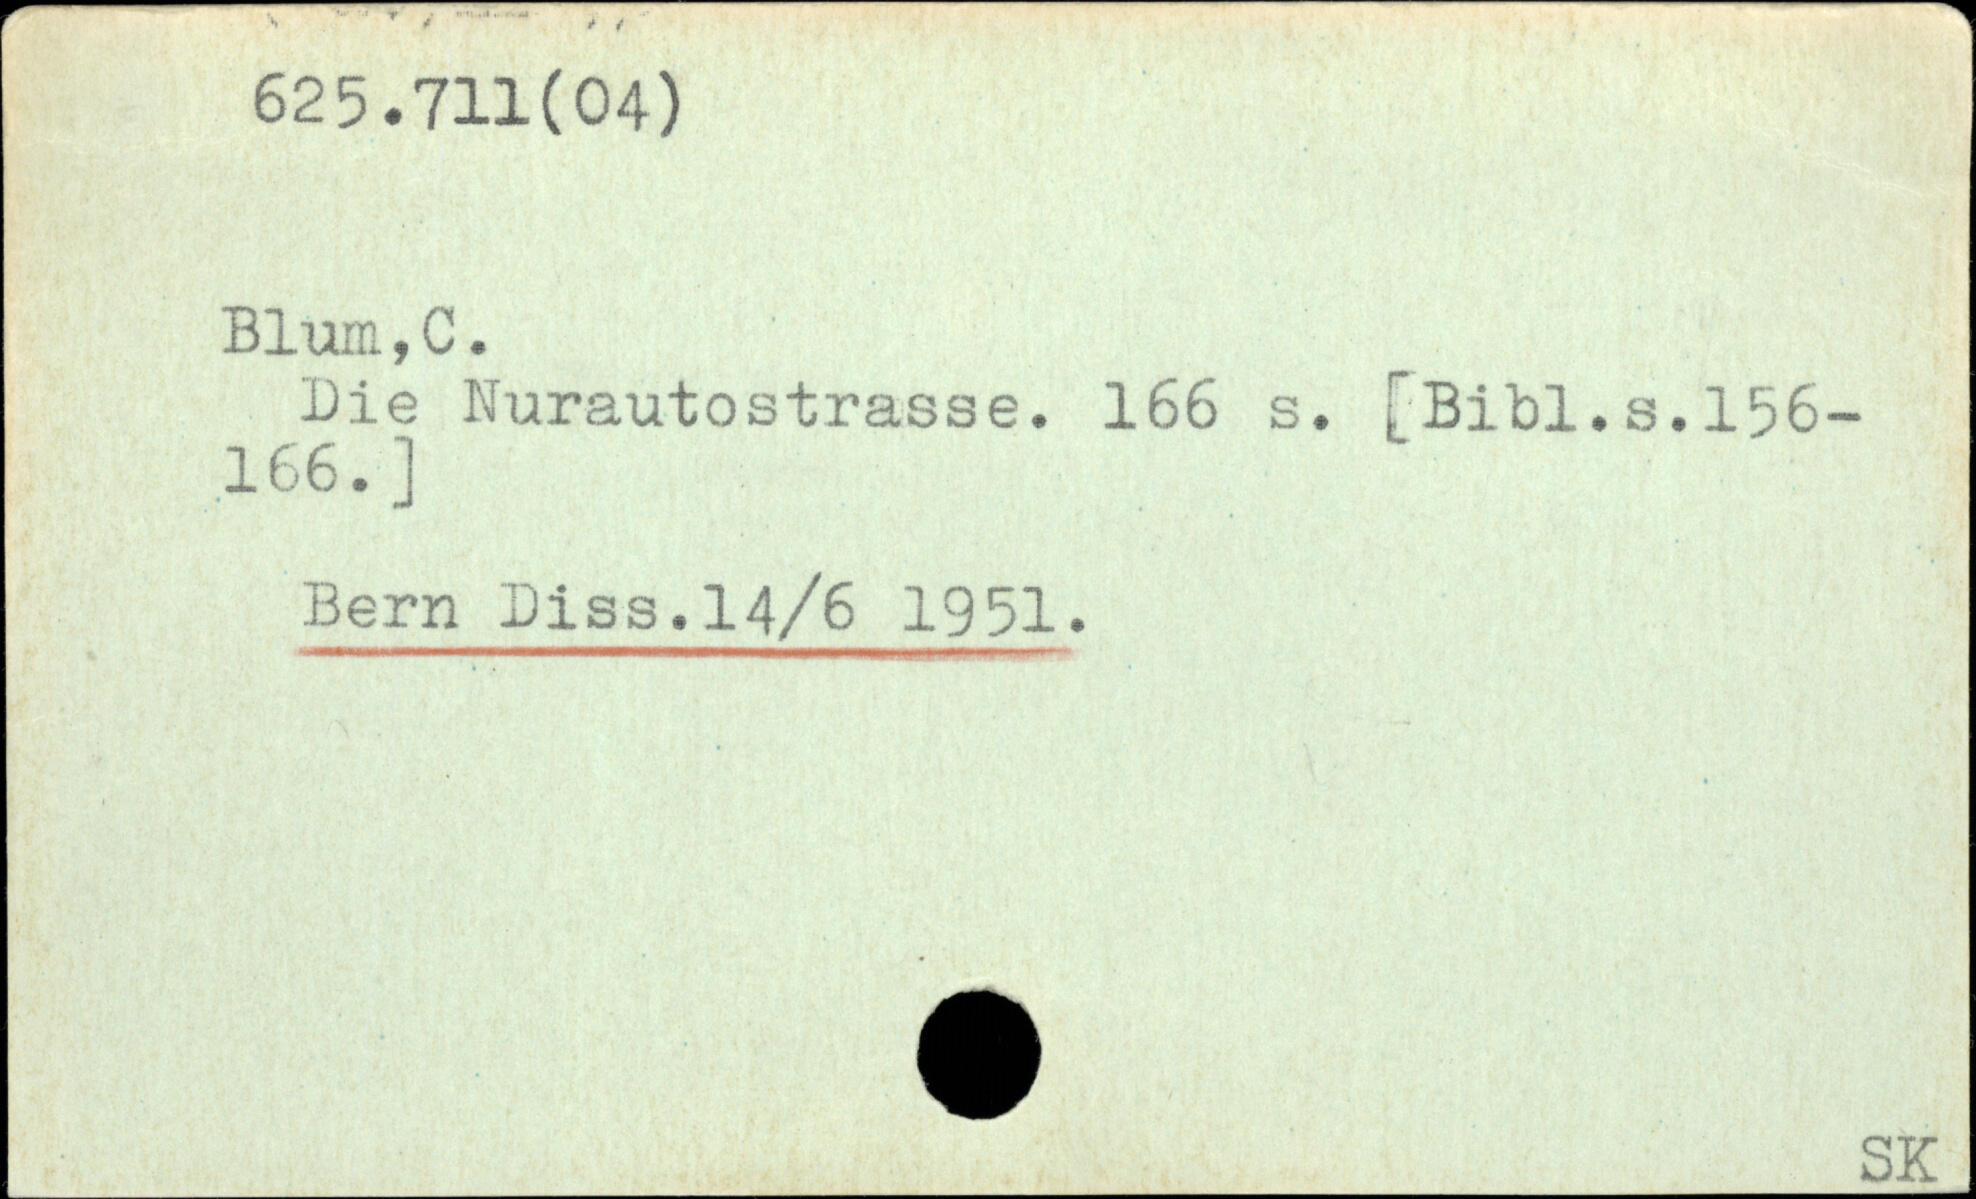 625.711(04)
Blum,C.
Die Nurautostrasse. 166 s. [Bibl.s.156-
166.]
Bern Diss.14/6 1951.
SK